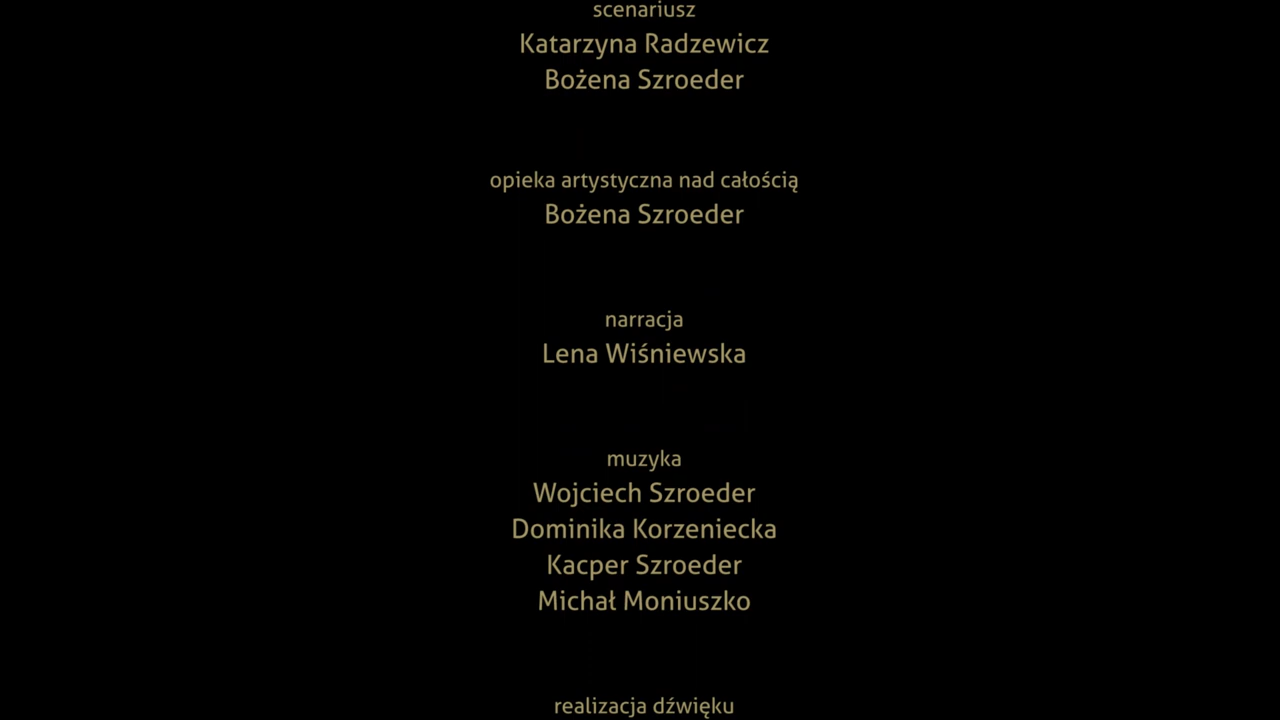 scenariusz
Katarzyna Radzewicz
Bożena Szroeder
opieka artystyczna nad całością
Bożena Szroeder
narracja
Lena Wiśniewska
muzyka
Wojciech Szroeder
Dominika Korzeniecka
Kacper Szroeder
Michał Moniuszko
realizacja dźwięku